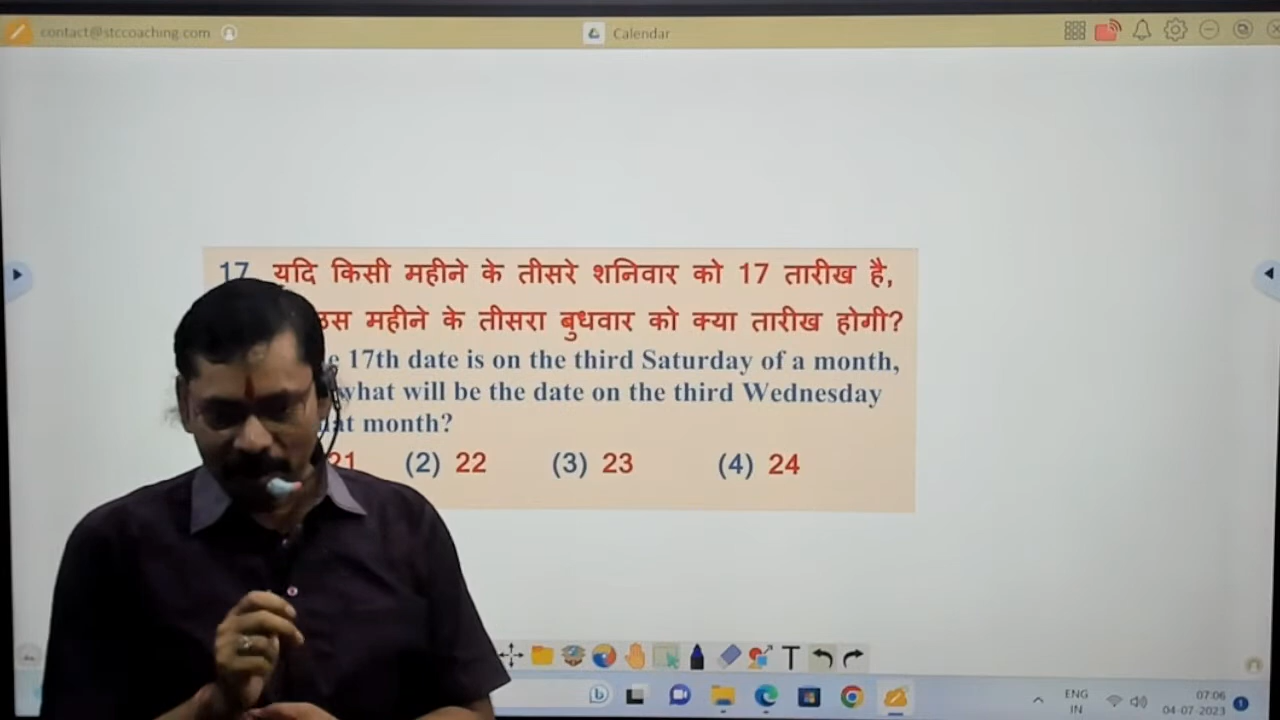 contact@stccoaching.com
Calendar
17. यदि किसी महीने के तीसरे शनिवार को 17 तारीख है,
उस महीने के तीसरा बुधवार को क्या तारीख होगी?
17th date is on the third Saturday of a month,
what will be the date on the third Wednesday
month?
21 (2) 22 (3) 23 (4) 24
T
ENG
IN
07:06
04-07-2023